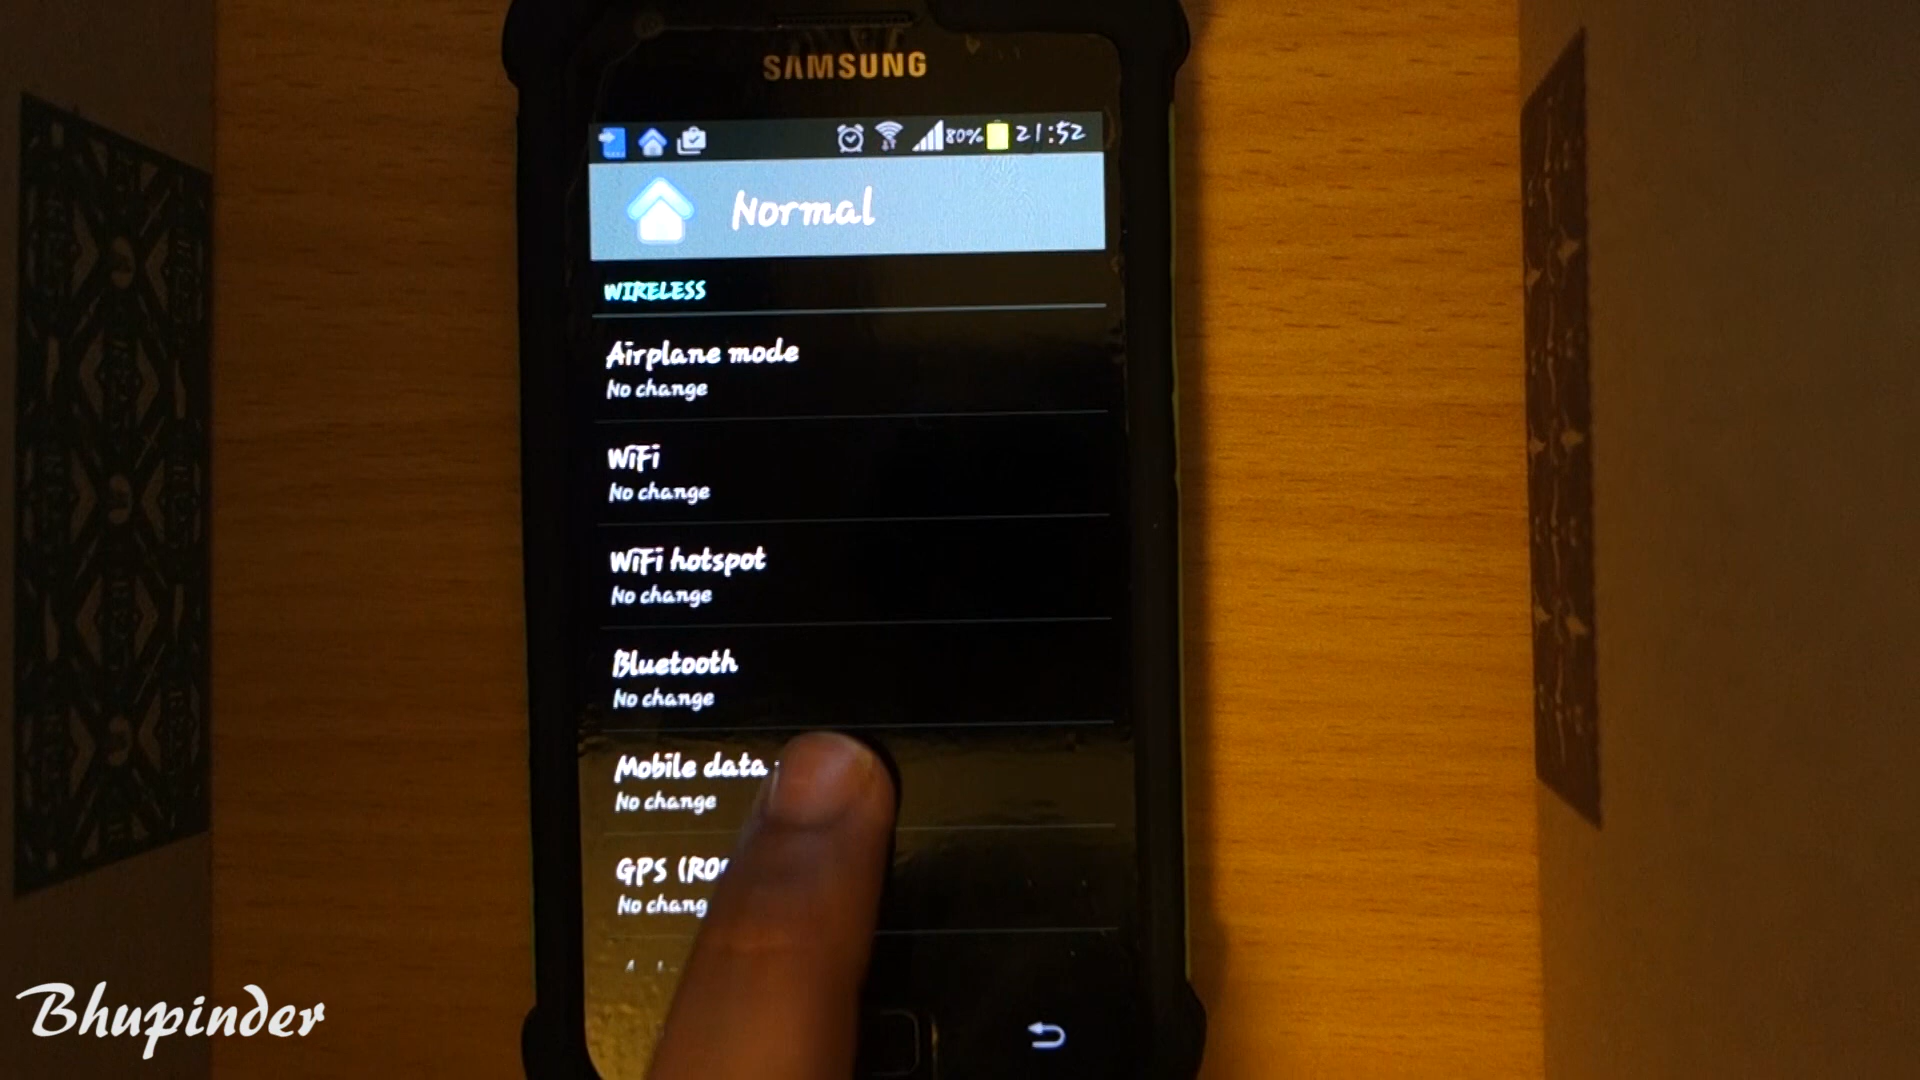 SAMSUNG
80% 21:52
Normal
WIRELESS
Airplane mode
No change
WiFi
No change
WiFi hotspot
No change
Bluetooth
No change
Mobile data
No change
GPS
No
Bhupinder